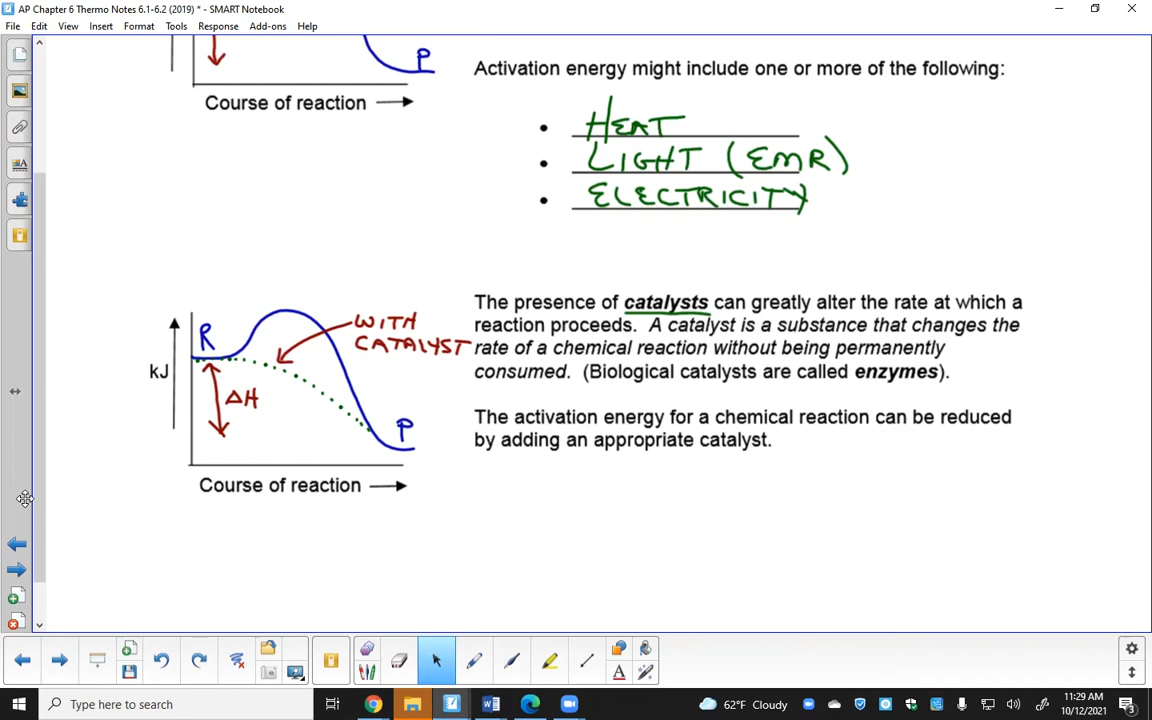 AP Chapter 6 Thermo Notes 6.1-6.2 (2019) * - SMART Notebook
File Edit View Insert Format Tools Response Add-ons Help
P
Course of reaction
Activation energy might include one or more of the following:
• HEAT
• LIGHT (EMR)
• ELECTRICITY
kJ
R
WITH
CATALYST
ΔH
P
Course of reaction
The presence of catalysts can greatly alter the rate at which a
reaction proceeds. A catalyst is a substance that changes the
rate of a chemical reaction without being permanently
consumed. (Biological catalysts are called enzymes).
The activation energy for a chemical reaction can be reduced
by adding an appropriate catalyst.
A
Type here to search
62°F Cloudy
11:29 AM
10/12/2021
3